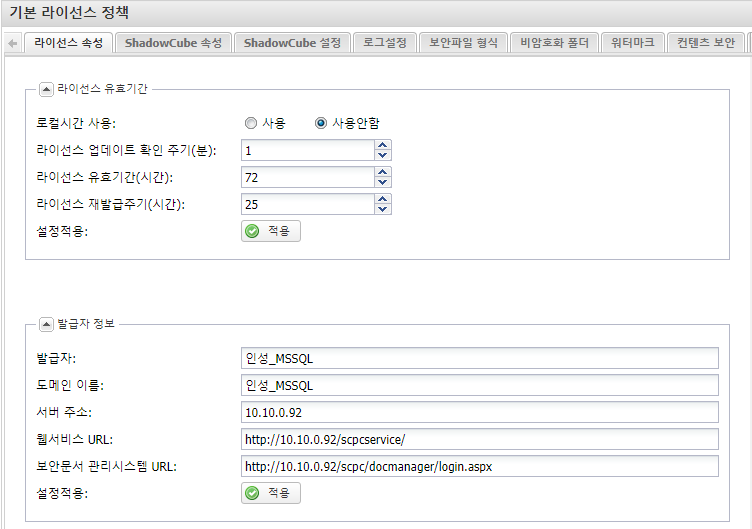 기본 라이선스 정책
라이선스 속성 ShadowCube 속성 ShadowCube 설정 로그설정 보안파일 형식 비암호화 폴더 워터마크 컨텐츠 보안
라이선스 유효기간
로컬시간 사용: 사용 사용안함
라이선스 업데이트 확인 주기(분): 1
라이선스 유효기간(시간): 72
라이선스 재발급주기(시간): 25
설정적용: 적용
발급자 정보
발급자: 인성_MSSQL
도메인 이름: 인성_MSSQL
서버 주소: 10.10.0.92
웹서비스 URL: http://10.10.0.92/scpcservice/
보안문서 관리시스템 URL: http://10.10.0.92/scpc/docmanager/login.aspx
설정적용: 적용